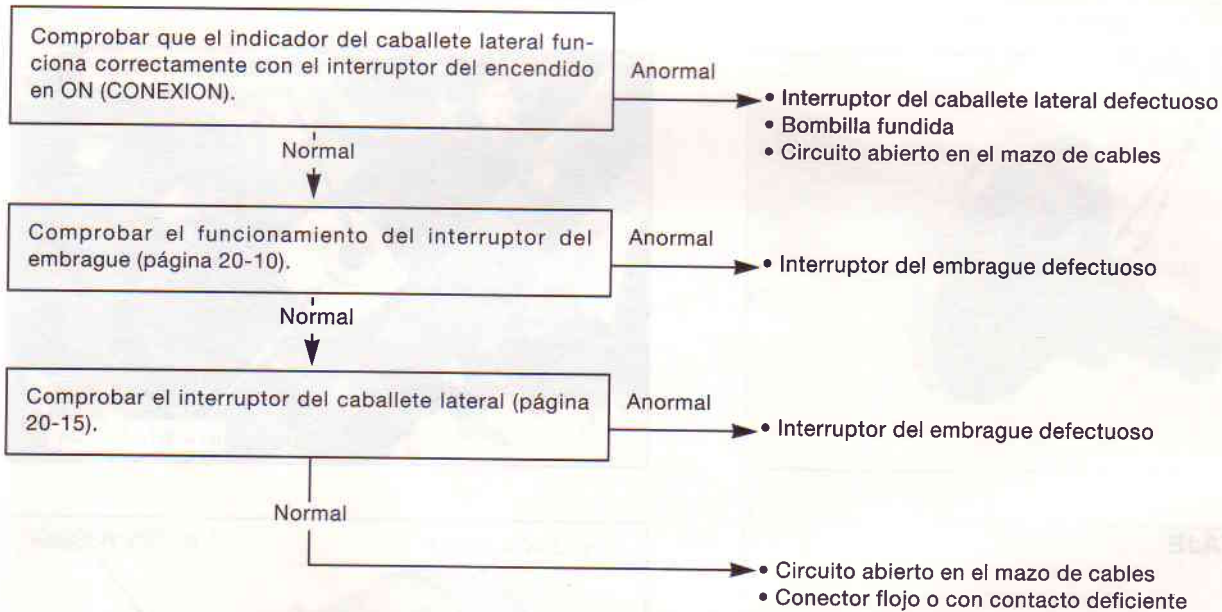 Comprobar que el indicador del caballete lateral fun-
ciona correctamente con el interruptor del encendido
en ON (CONEXION).
Anormal
• Interruptor del caballete lateral defectuoso
• Bombilla fundida
• Circuito abierto en el mazo de cables
Normal
Comprobar el funcionamiento del interruptor del
embrague (página 20-10).
Anormal
• Interruptor del embrague defectuoso
Normal
Comprobar el interruptor del caballete lateral (página
20-15).
Anormal
• Interruptor del embrague defectuoso
Normal
• Circuito abierto en el mazo de cables
• Conector flojo o con contacto deficiente